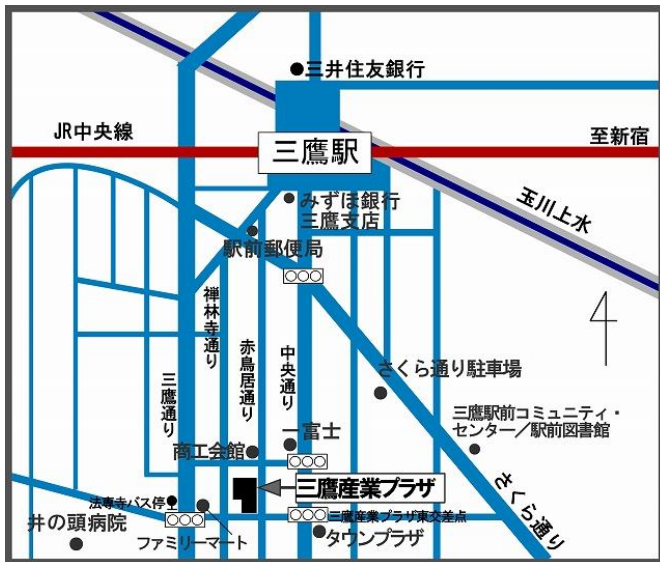 三井住友銀行
JR中央線
三鷹駅
至新宿
玉川上水
みずほ銀行
三鷹支店
駅前郵便局
禅林寺通り
赤鳥居通り
中央通り
三鷹通り
さくら通り駐車場
三鷹駅前コミュニティ・
センター/駅前図書館
一富士
商工会館
三鷹産業プラザ
さくら通り
法専寺バス停
三鷹産業プラザ東交差点
井の頭病院
ファミリーマート
タウンプラザ